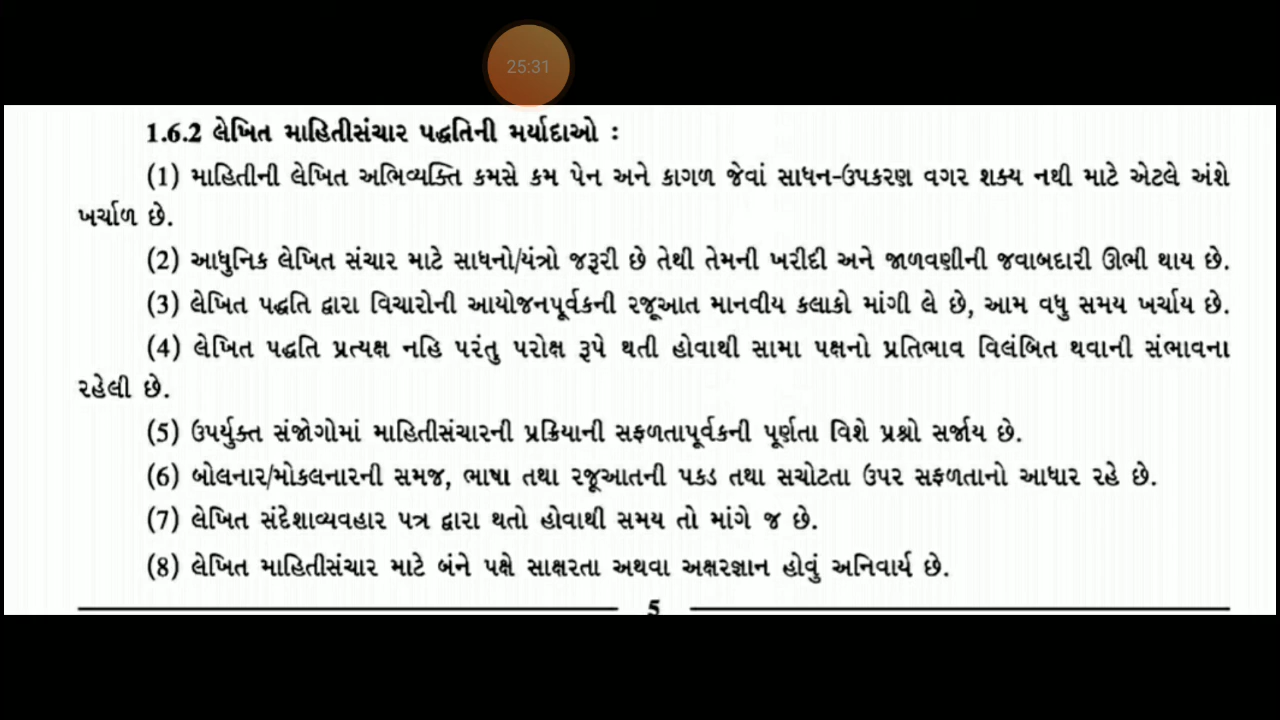 25:31
1.6.2 લેખિત માહિતીસંચાર પદ્ધતિની મર્યાદાઓ :
(1) માહિતીની લેખિત અભિવ્યક્તિ કમસે કમ પેન અને કાગળ જેવાં સાધન-ઉપકરણ વગર શક્ય નથી માટે એટલે અંશે
ખર્ચાળ છે.
(2) આધુનિક લેખિત સંચાર માટે સાધનો/યંત્રો જરૂરી છે તેથી તેમની ખરીદી અને જાળવણીની જવાબદારી ઊભી થાય છે.
(3) લેખિત પદ્ધતિ દ્વારા વિચારોની આયોજનપૂર્વકની રજૂઆત માનવીય કલાકો માંગી લે છે, આમ વધુ સમય ખર્ચાય છે.
(4) લેખિત પદ્ધતિ પ્રત્યક્ષ નહિ પરંતુ પરોક્ષ રૂપે થતી હોવાથી સામા પક્ષનો પ્રતિભાવ વિલંબિત થવાની સંભાવના
રહેલી છે.
(5) ઉપર્યુક્ત સંજોગોમાં માહિતીસંચારની પ્રક્રિયાની સફળતાપૂર્વકની પૂર્ણતા વિશે પ્રશ્નો સર્જાય છે.
(6) બોલનાર/મોકલનારની સમજ, ભાષા તથા રજૂઆતની પકડ તથા સચોટતા ઉપર સફળતાનો આધાર રહે છે.
(7) લેખિત સંદેશાવ્યવહાર પત્ર દ્વારા થતો હોવાથી સમય તો માંગે જ છે.
(8) લેખિત માહિતીસંચાર માટે બંને પક્ષે સાક્ષરતા અથવા અક્ષરજ્ઞાન હોવું અનિવાર્ય છે.
5